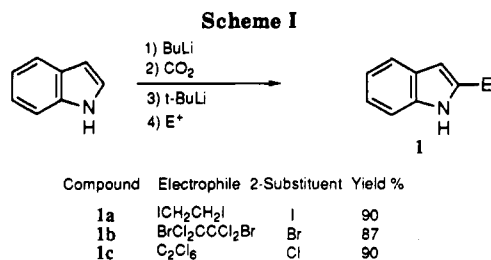 Scheme I
1) BuLi
2) CO₂
3) t-BuLi
4) E⁺
N
H
N
H
E
1
Compound Electrophile 2-Substituent Yield %
1a ICH₂CH₂I I 90
1b BrCl₂CCCl₂Br Br 87
1c C₂Cl₆ Cl 90